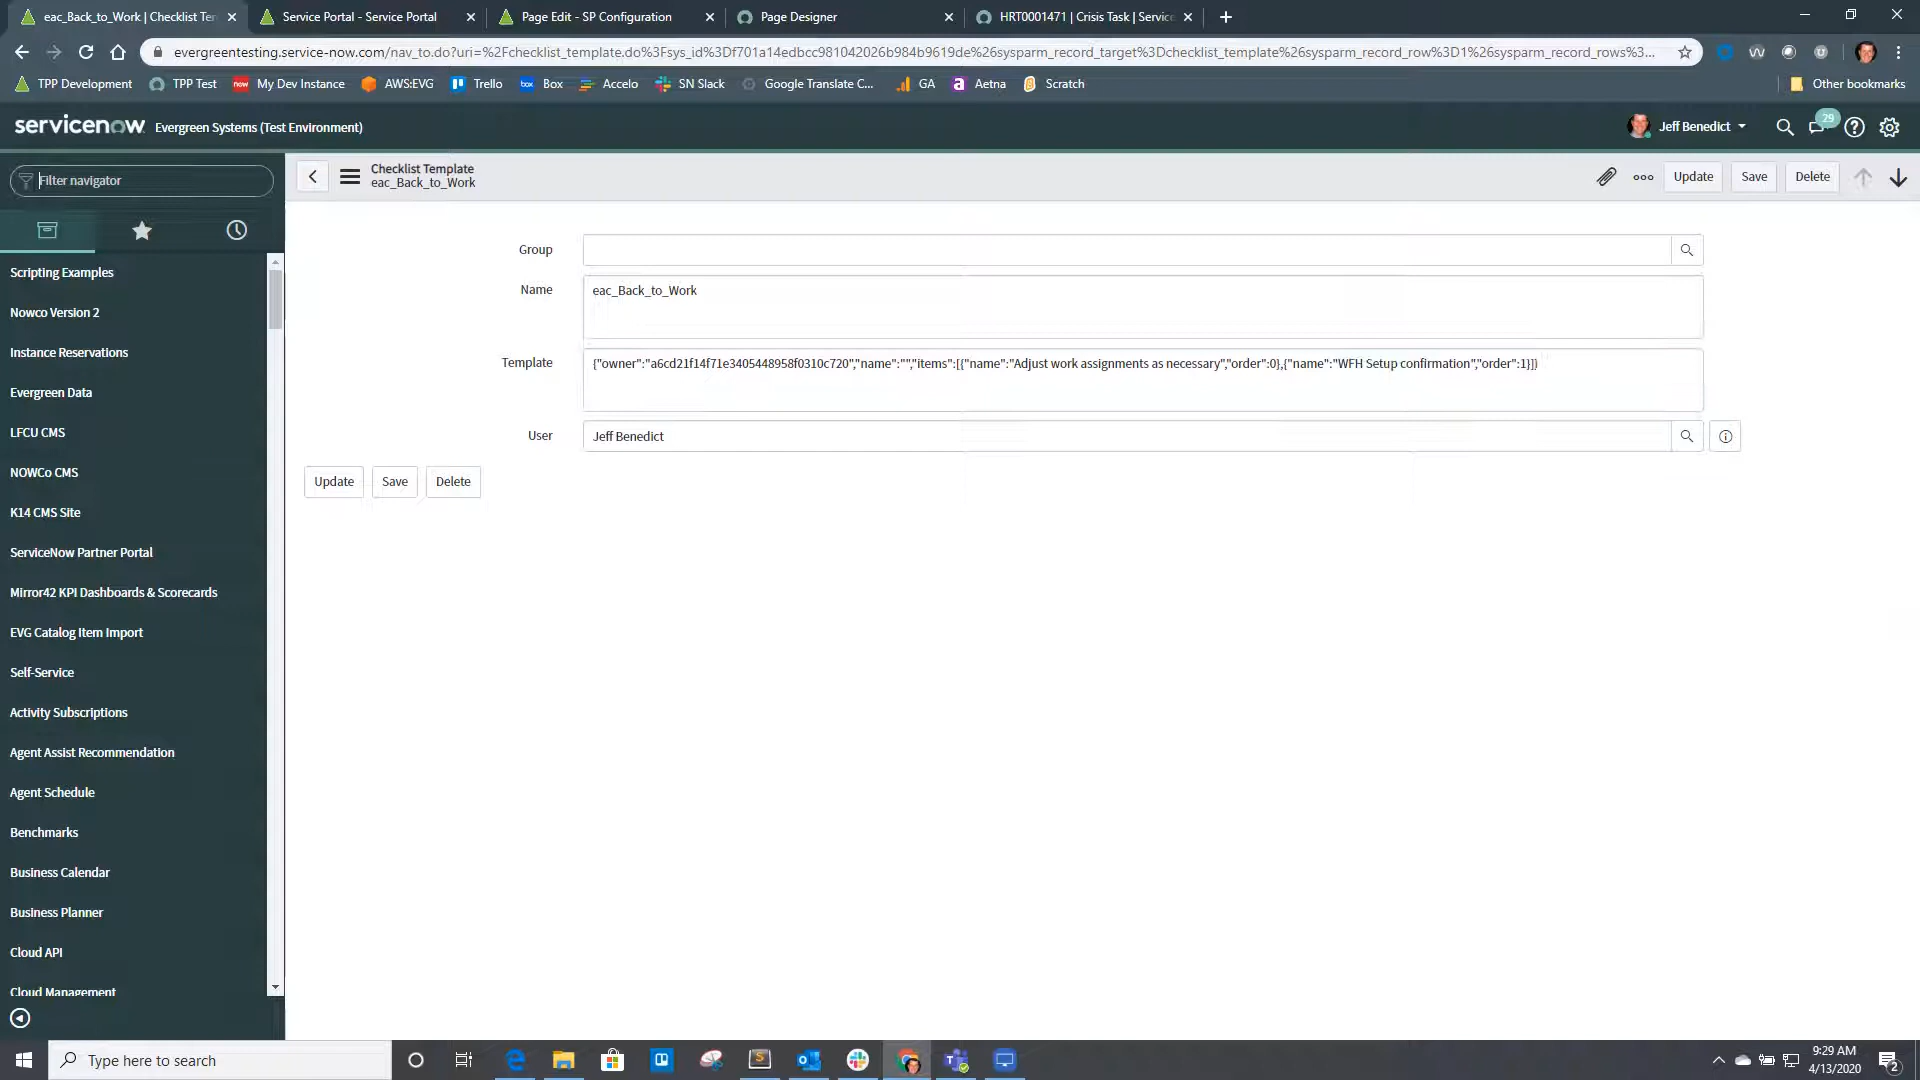 eac_Back_to_Work | Checklist Ter
Service Portal - Service Portal
Page Edit - SP Configuration
Page Designer
HRT0001471 | Crisis Task | Servic
evergreentesting.service-now.com/nav_to.do?uri=%2Fchecklist_template.do%3Fsys_id%3Df701a14edbcc981042026b984b9619de%26sysparm_record_target%3Dchecklist_template%26sysparm_record_row%3D1%26sysparm_record_rows%3...
TPP Development
TPP Test
now My Dev Instance
AWS:EVG
Trello
box Box
Accelo
SN Slack
Google Translate C...
GA
a Aetna
Scratch
Other bookmarks
servicenow Evergreen Systems (Test Environment)
Jeff Benedict
29
Filter navigator
Checklist Template
eac_Back_to_Work
Update
Save
Delete
Scripting Examples
Nowco Version 2
Instance Reservations
Evergreen Data
LFCU CMS
NOWCo CMS
K14 CMS Site
ServiceNow Partner Portal
Mirror42 KPI Dashboards & Scorecards
EVG Catalog Item Import
Self-Service
Activity Subscriptions
Agent Assist Recommendation
Agent Schedule
Benchmarks
Business Calendar
Business Planner
Cloud API
Cloud Management
Group
Name eac_Back_to_Work
Template {"owner":"a6cd21f14f71e3405448958f0310c720","name":"","items":[{"name":"Adjust work assignments as necessary","order":0},{"name":"WFH Setup confirmation","order":1}]}
User Jeff Benedict
Update
Save
Delete
Type here to search
9:29 AM
4/13/2020
2